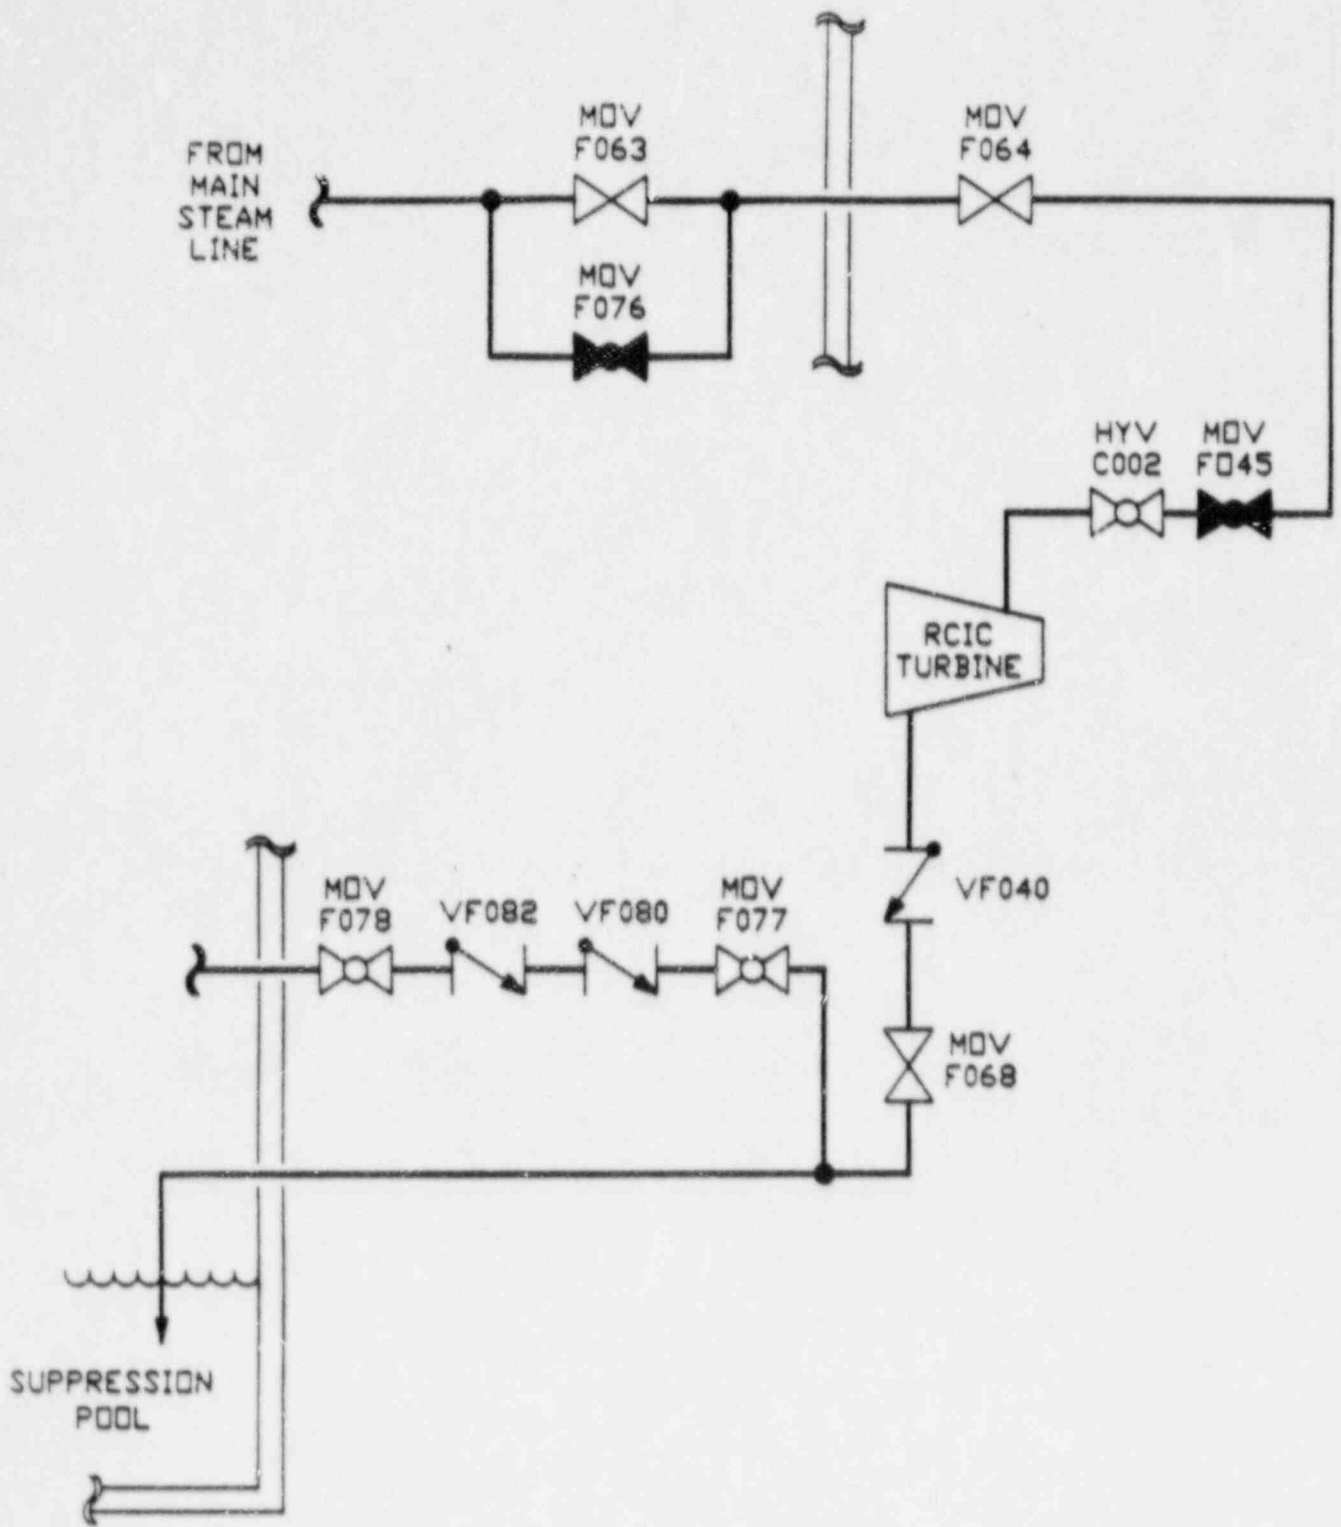 MOV
F063
MOV
F064
FROM
MAIN
STEAM
LINE
MOV
F076
HYV
C002
MOV
F045
RCIC
TURBINE
VF040
MOV
F078
VF082
VF080
MOV
F077
MOV
F068
SUPPRESSION
POOL